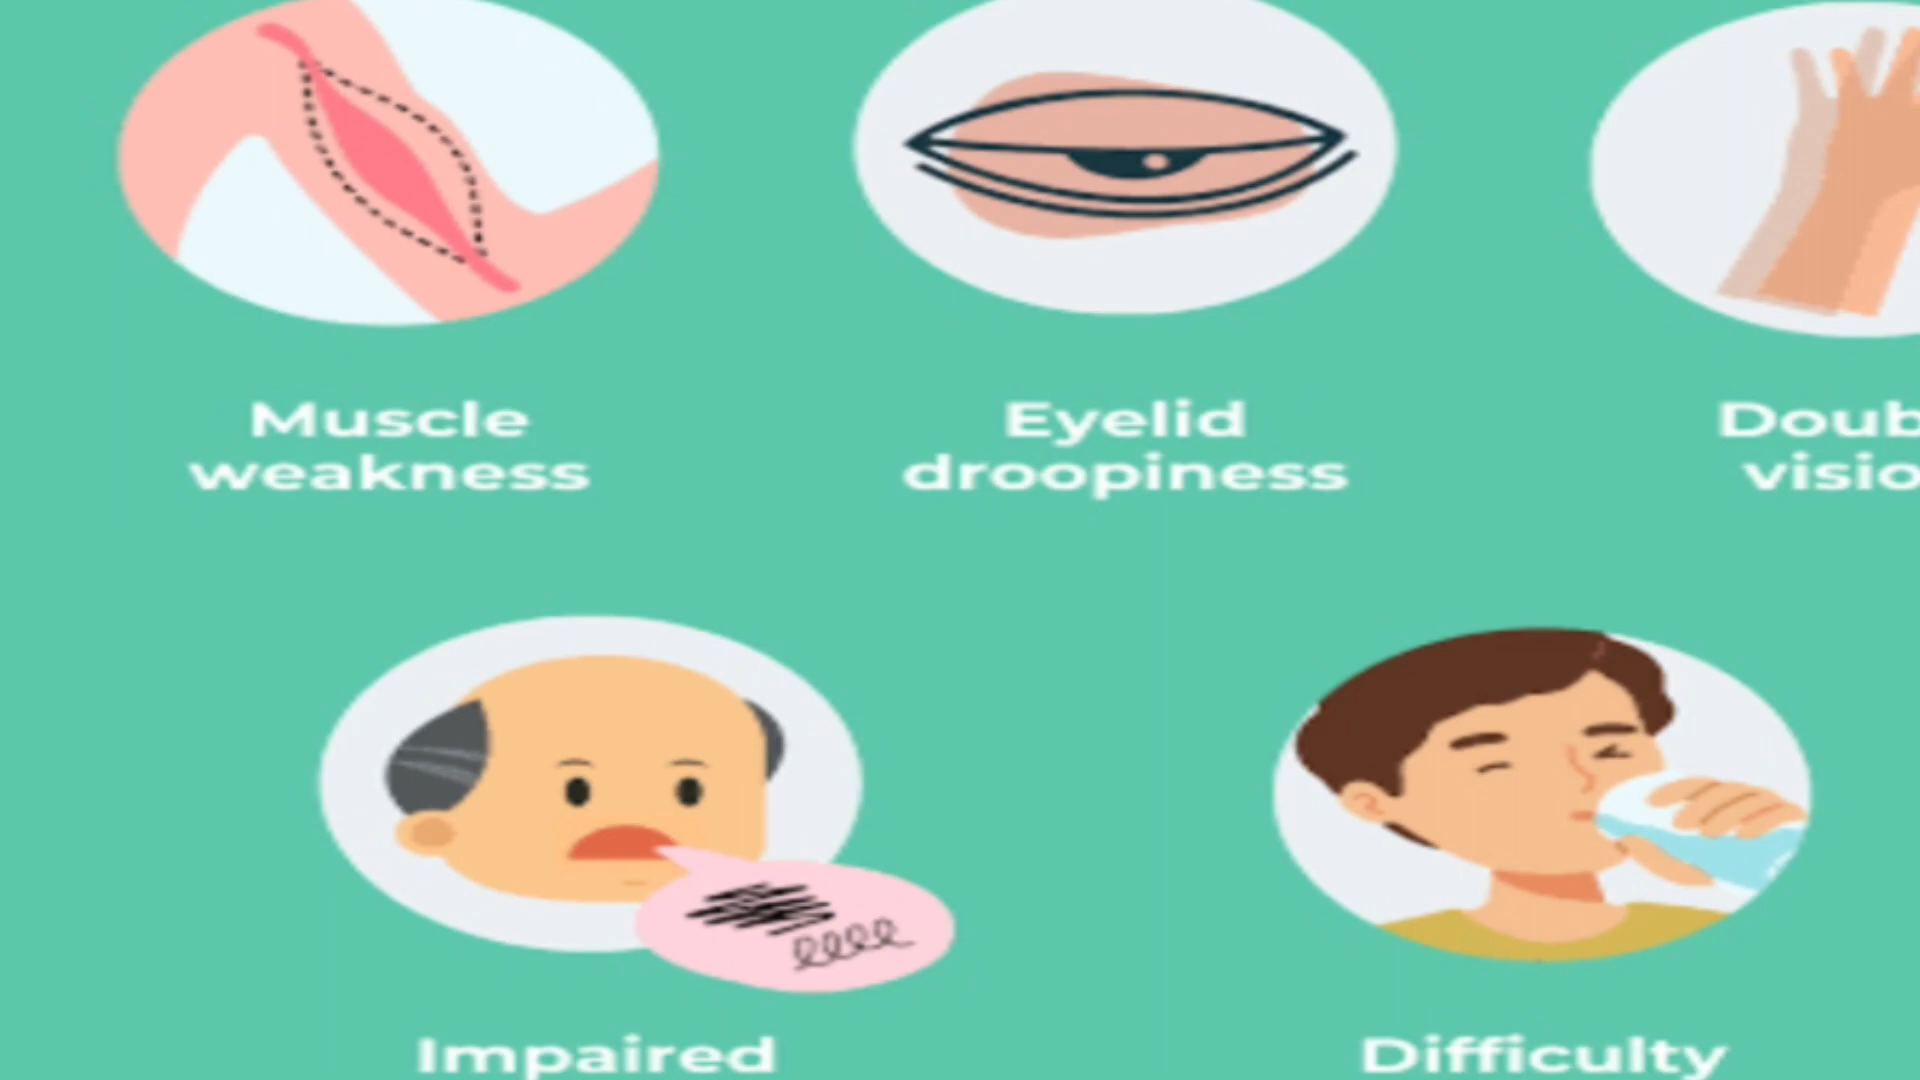 Muscle
weakness
Eyelid
droopiness
Doub
visio
Impaired
Difficulty